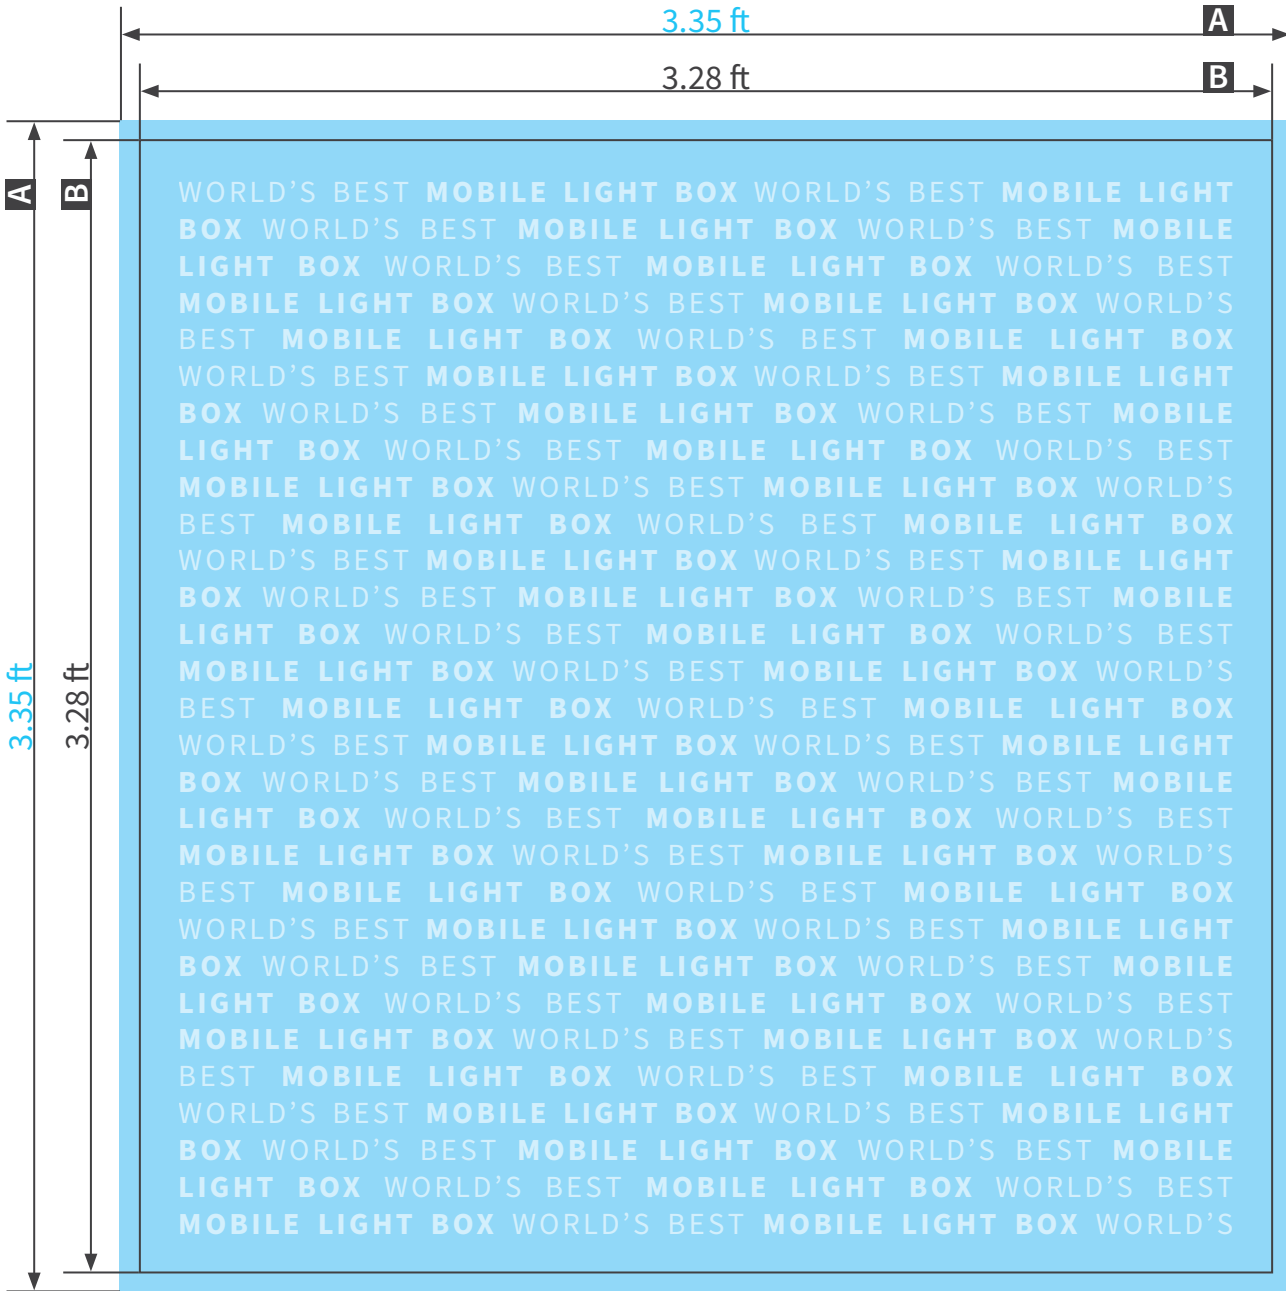 3.35 ft A
3.28 ft B
A
B
WORLD’S BEST MOBILE LIGHT BOX WORLD’S BEST MOBILE LIGHT
BOX WORLD’S BEST MOBILE LIGHT BOX WORLD’S BEST MOBILE
LIGHT BOX WORLD’S BEST MOBILE LIGHT BOX WORLD’S BEST
MOBILE LIGHT BOX WORLD’S BEST MOBILE LIGHT BOX WORLD’S
BEST MOBILE LIGHT BOX WORLD’S BEST MOBILE LIGHT BOX
WORLD’S BEST MOBILE LIGHT BOX WORLD’S BEST MOBILE LIGHT
BOX WORLD’S BEST MOBILE LIGHT BOX WORLD’S BEST MOBILE
LIGHT BOX WORLD’S BEST MOBILE LIGHT BOX WORLD’S BEST
MOBILE LIGHT BOX WORLD’S BEST MOBILE LIGHT BOX WORLD’S
BEST MOBILE LIGHT BOX WORLD’S BEST MOBILE LIGHT BOX
WORLD’S BEST MOBILE LIGHT BOX WORLD’S BEST MOBILE LIGHT
BOX WORLD’S BEST MOBILE LIGHT BOX WORLD’S BEST MOBILE
LIGHT BOX WORLD’S BEST MOBILE LIGHT BOX WORLD’S BEST
MOBILE LIGHT BOX WORLD’S BEST MOBILE LIGHT BOX WORLD’S
BEST MOBILE LIGHT BOX WORLD’S BEST MOBILE LIGHT BOX
WORLD’S BEST MOBILE LIGHT BOX WORLD’S BEST MOBILE LIGHT
BOX WORLD’S BEST MOBILE LIGHT BOX WORLD’S BEST MOBILE
LIGHT BOX WORLD’S BEST MOBILE LIGHT BOX WORLD’S BEST
MOBILE LIGHT BOX WORLD’S BEST MOBILE LIGHT BOX WORLD’S
BEST MOBILE LIGHT BOX WORLD’S BEST MOBILE LIGHT BOX
WORLD’S BEST MOBILE LIGHT BOX WORLD’S BEST MOBILE LIGHT
BOX WORLD’S BEST MOBILE LIGHT BOX WORLD’S BEST MOBILE
LIGHT BOX WORLD’S BEST MOBILE LIGHT BOX WORLD’S BEST
MOBILE LIGHT BOX WORLD’S BEST MOBILE LIGHT BOX WORLD’S
BEST MOBILE LIGHT BOX WORLD’S BEST MOBILE LIGHT BOX
WORLD’S BEST MOBILE LIGHT BOX WORLD’S BEST MOBILE LIGHT
BOX WORLD’S BEST MOBILE LIGHT BOX WORLD’S BEST MOBILE
LIGHT BOX WORLD’S BEST MOBILE LIGHT BOX WORLD’S BEST
MOBILE LIGHT BOX WORLD’S BEST MOBILE LIGHT BOX WORLD’S
3.35 ft
3.28 ft